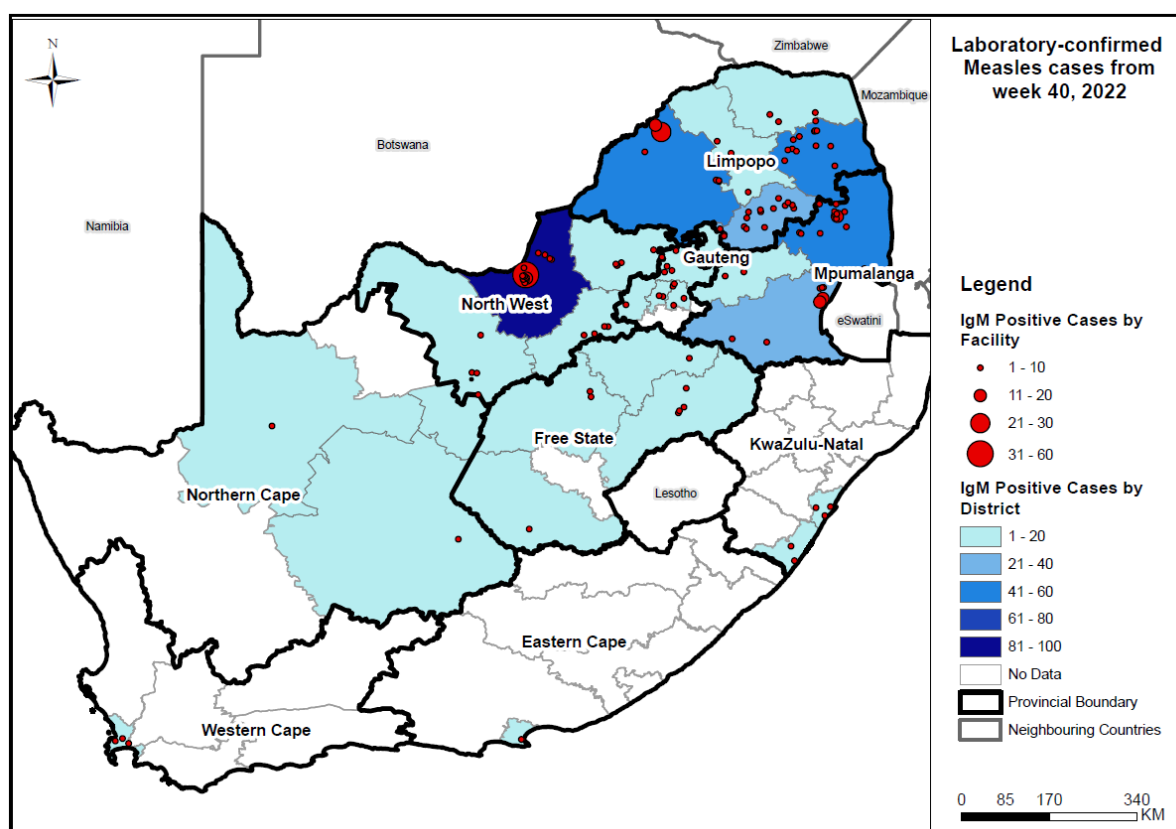 N
Zimbabwe
Mozambique
Botswana
Namibia
Limpopo
Gauteng
Mpumalanga
North West
eSwatini
Free State
KwaZulu-Natal
Lesotho
Northern Cape
Eastern Cape
Western Cape
Laboratory-confirmed
Measles cases from
week 40, 2022
Legend
IgM Positive Cases by
Facility
1 - 10
11 - 20
21 - 30
31 - 60
IgM Positive Cases by
District
1 - 20
21 - 40
41 - 60
61 - 80
81 - 100
No Data
Provincial Boundary
Neighbouring Countries
0 85 170 340
KM